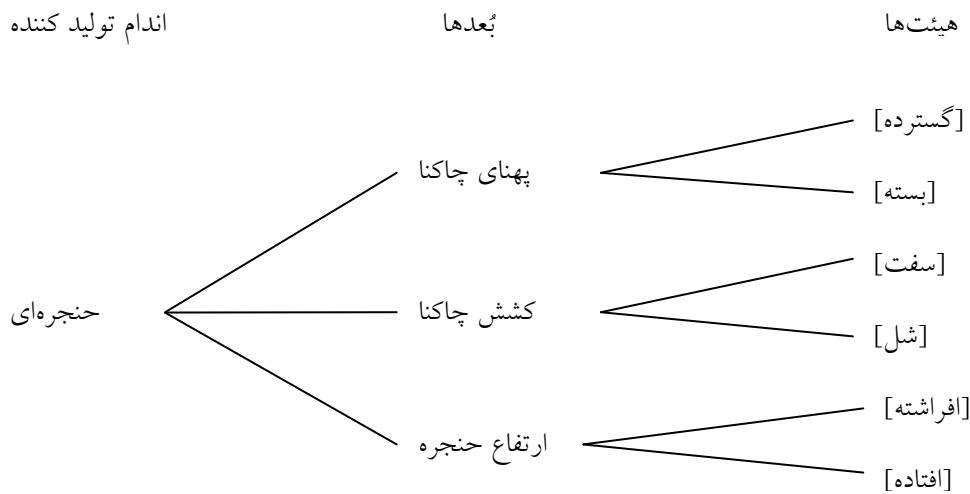 اندام تولید کننده بُعدها هیئت‌ها
[گسترده]
پهنای چاکنا
[بسته]
[سفت]
حنجره‌ای کشش چاکنا
[شل]
[افراشته]
ارتفاع حنجره
[افتاده]